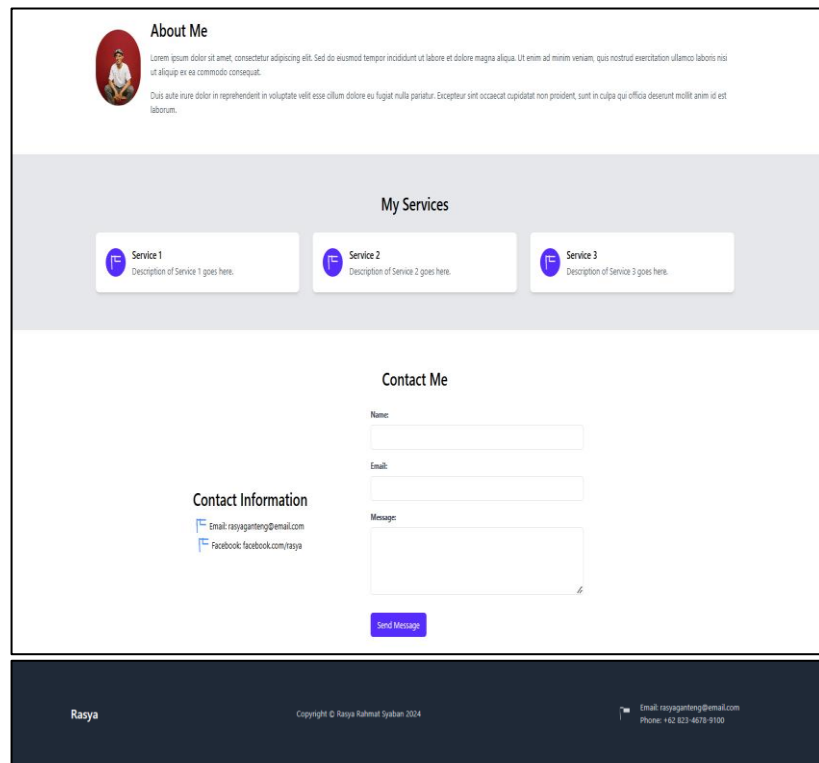 About Me
Lorem ipsum dolor sit amet, consectetur adipiscing elit. Sed do eiusmod tempor incididunt ut labore et dolore magna aliqua. Ut enim ad minim veniam, quis nostrud exercitation ullamco laboris nisi
ut aliquip ex ea commodo consequat.
Duis aute irure dolor in reprehenderit in voluptate velit esse cillum dolore eu fugiat nulla pariatur. Excepteur sint occaecat cupidatat non proident, sunt in culpa qui officia deserunt mollit anim id est
laborum.
My Services
Service 1
Description of Service 1 goes here.
Service 2
Description of Service 2 goes here.
Service 3
Description of Service 3 goes here.
Contact Me
Contact Information
Email: rasyaganteng@email.com
Facebook: facebook.com/rasya
Name:
Email:
Message:
Send Message
Rasya
Copyright © Rasya Rahmat Syaban 2024
Email: rasyaganteng@email.com
Phone: +62 823-4678-9100